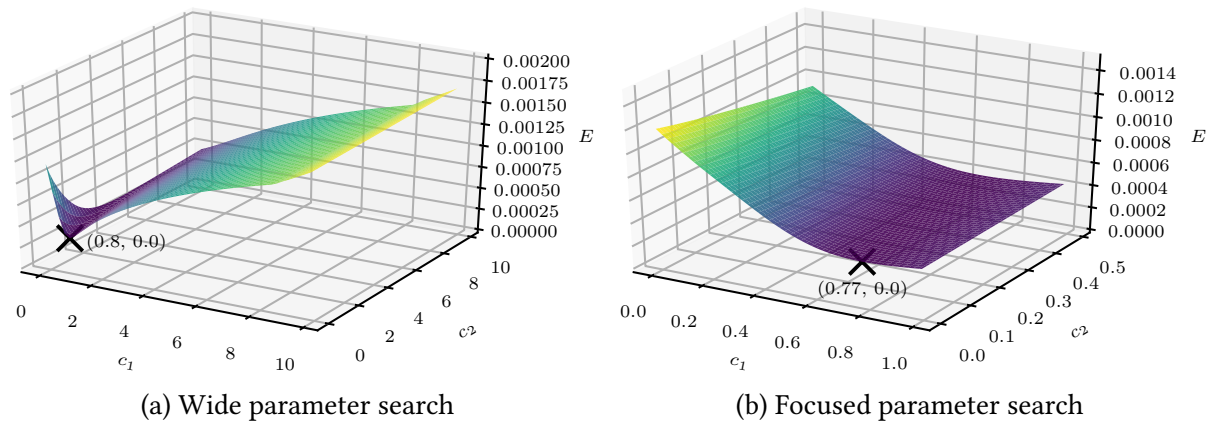 0.00200
0.00175
0.00150
0.00125
0.00100
0.00075
0.00050
0.00025
0.00000
E
(0.8, 0.0)
0 2 4 6 8 10
c1
0 2 4 6 8 10
c2
(a) Wide parameter search
0.0014
0.0012
0.0010
0.0008
0.0006
0.0004
0.0002
0.0000
E
(0.77, 0.0)
0.0 0.2 0.4 0.6 0.8 1.0
c1
0.0 0.1 0.2 0.3 0.4 0.5
c2
(b) Focused parameter search